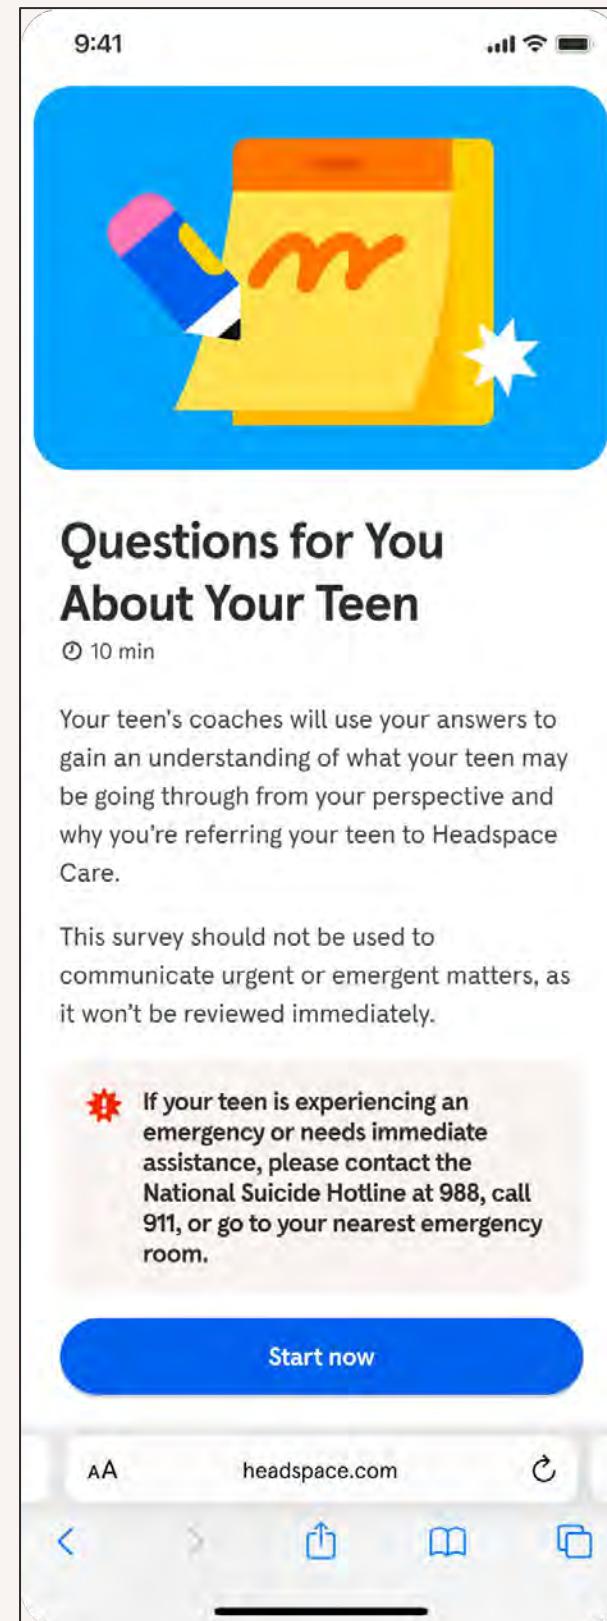 9:41
Questions for You
About Your Teen
10 min
Your teen's coaches will use your answers to
gain an understanding of what your teen may
be going through from your perspective and
why you're referring your teen to Headspace
Care.
This survey should not be used to
communicate urgent or emergent matters, as
it won't be reviewed immediately.
If your teen is experiencing an
emergency or needs immediate
assistance, please contact the
National Suicide Hotline at 988, call
911, or go to your nearest emergency
room.
Start now
AA headspace.com